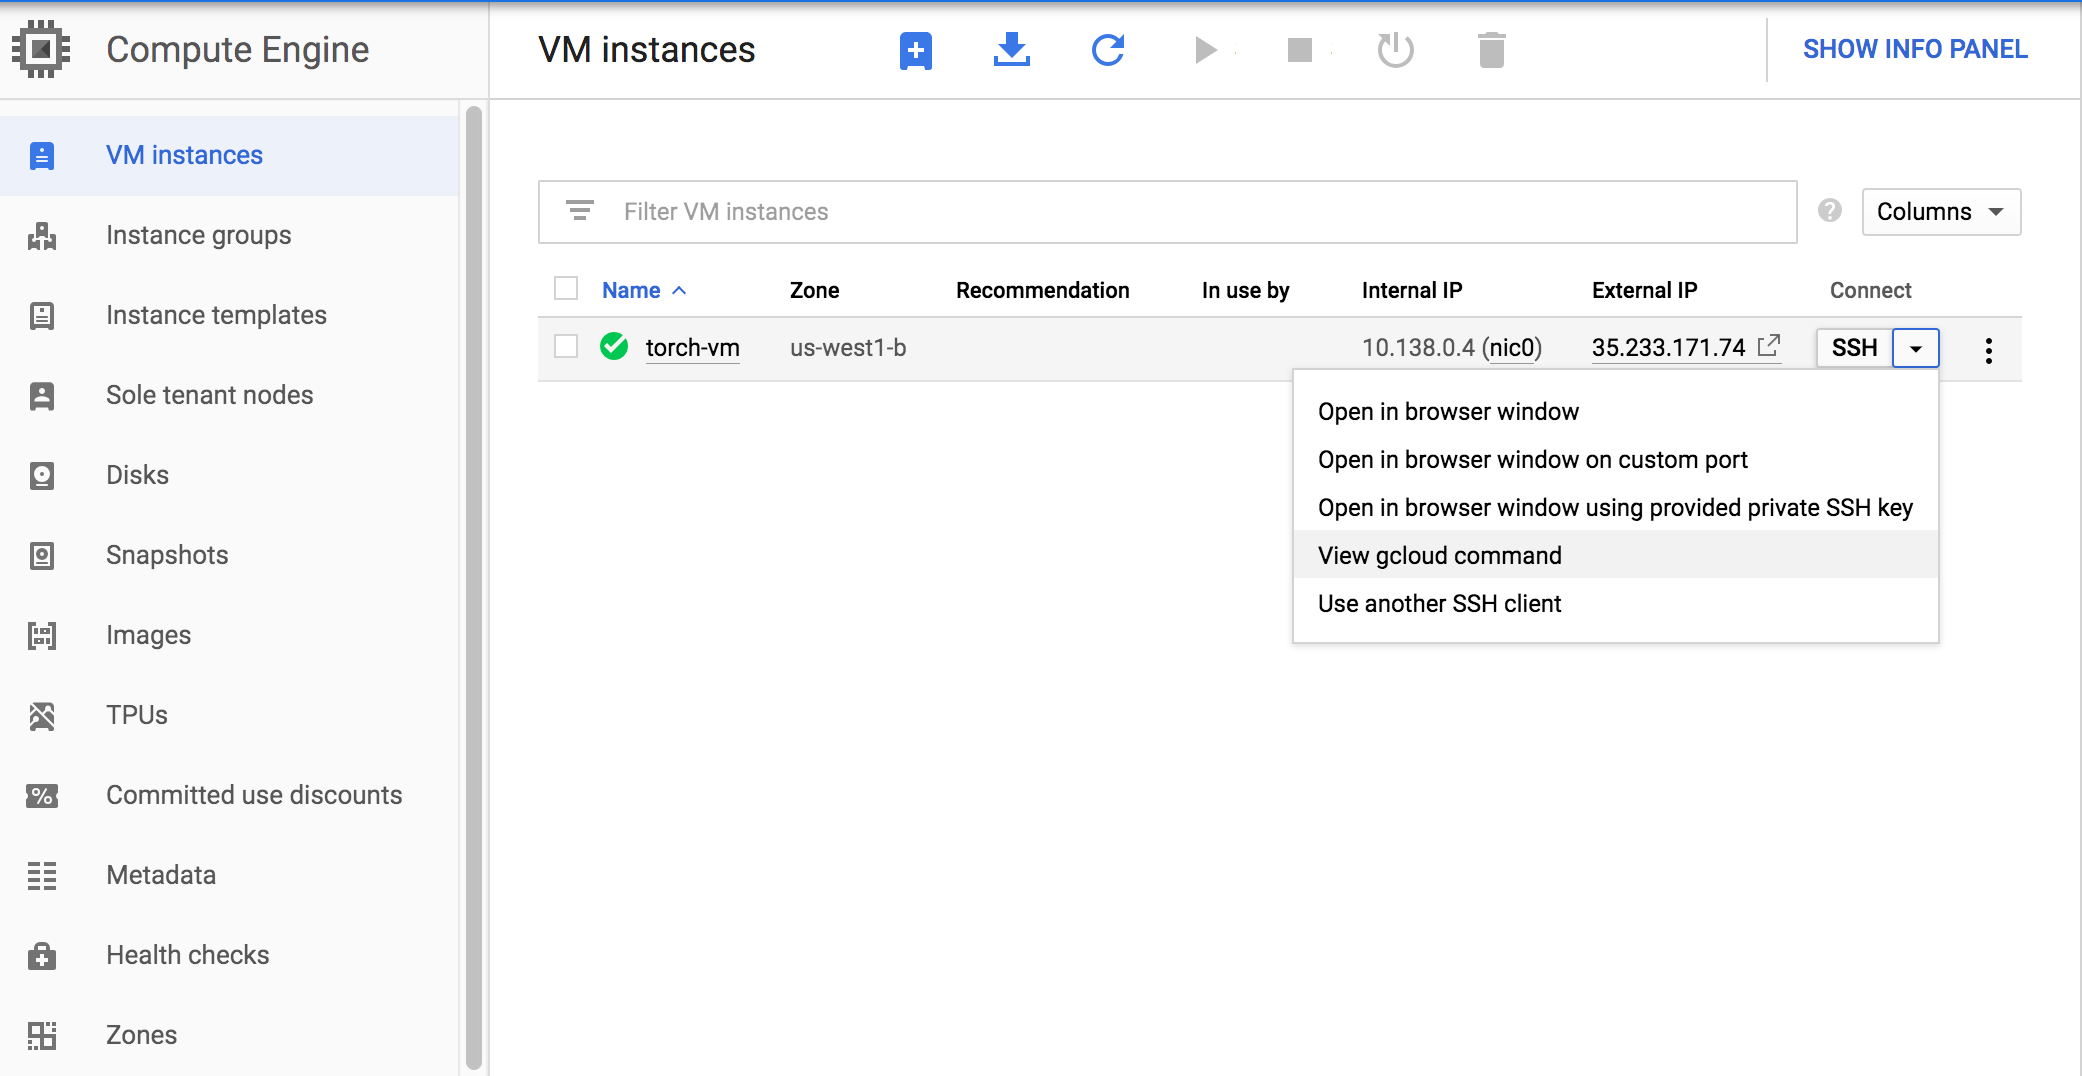 Compute Engine
VM instances
SHOW INFO PANEL
VM instances
Instance groups
Instance templates
Sole tenant nodes
Disks
Snapshots
Images
TPUs
%
Committed use discounts
Metadata
Health checks
Zones
Filter VM instances
?
Columns
Name Zone Recommendation In use by Internal IP External IP Connect
torch-vm us-west1-b 10.138.0.4 (nic0) 35.233.171.74 SSH
Open in browser window
Open in browser window on custom port
Open in browser window using provided private SSH key
View gcloud command
Use another SSH client